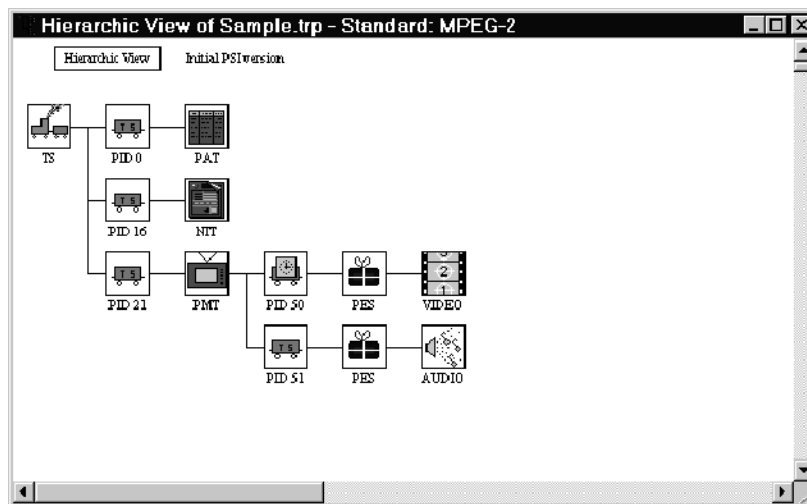 Hierarchic View of Sample.trp - Standard: MPEG-2
Hierarchic View Initial PSI version
TS PID 0 PAT
PID 16 NIT
PID 21 PMT PID 50 PES VIDEO
PID 51 PES AUDIO